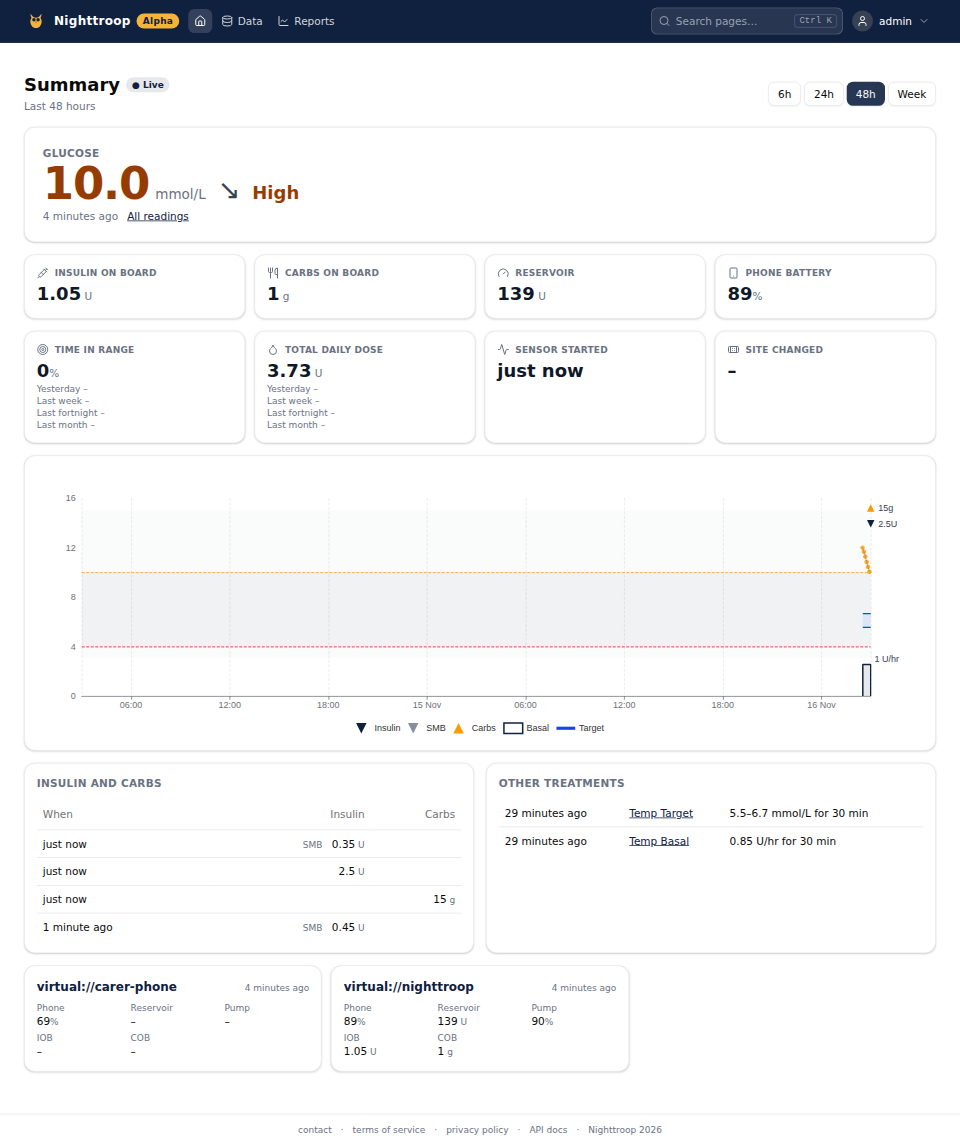 Nighttroop Alpha Data Reports Search pages... Ctrl K admin
Summary Live
Last 48 hours
6h 24h 48h Week
GLUCOSE
10.0 mmol/L ↘ High
4 minutes ago All readings
INSULIN ON BOARD
1.05 U
CARBS ON BOARD
1 g
RESERVOIR
139 U
PHONE BATTERY
89%
TIME IN RANGE
0%
Yesterday –
Last week –
Last fortnight –
Last month –
TOTAL DAILY DOSE
3.73 U
Yesterday –
Last week –
Last fortnight –
Last month –
SENSOR STARTED
just now
SITE CHANGED
–
16
12
8
4
0
15g
2.5U
1 U/hr
06:00 12:00 18:00 15 Nov 06:00 12:00 18:00 16 Nov
Insulin SMB Carbs Basal Target
INSULIN AND CARBS
When Insulin Carbs
just now SMB 0.35 U
just now 2.5 U
just now 15 g
1 minute ago SMB 0.45 U
OTHER TREATMENTS
29 minutes ago Temp Target 5.5–6.7 mmol/L for 30 min
29 minutes ago Temp Basal 0.85 U/hr for 30 min
virtual://carer-phone 4 minutes ago
Phone Reservoir Pump
69% – –
IOB COB
– –
virtual://nighttroop 4 minutes ago
Phone Reservoir Pump
89% 139 U 90%
IOB COB
1.05 U 1 g
contact · terms of service · privacy policy · API docs · Nighttroop 2026